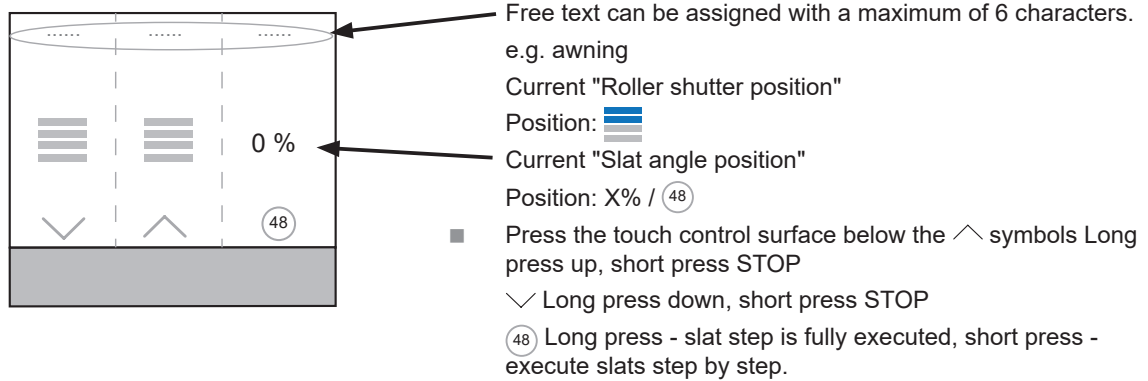 ...... ...... ......
0 %
48
Free text can be assigned with a maximum of 6 characters.
e.g. awning
Current "Roller shutter position"
Position:
Current "Slat angle position"
Position: X% / 48
■ Press the touch control surface below the symbols Long
press up, short press STOP
Long press down, short press STOP
48 Long press - slat step is fully executed, short press -
execute slats step by step.